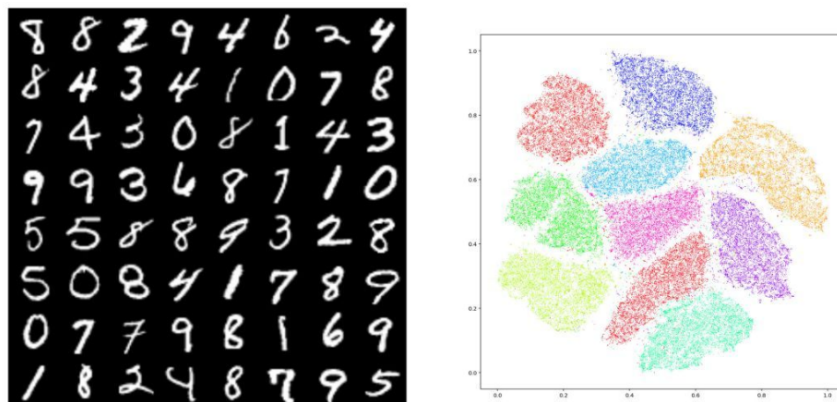 8 8 2 9 4 6 2 4
8 4 3 4 1 0 7 8
7 4 3 0 8 1 4 3
9 9 3 6 8 7 1 0
5 5 8 8 9 3 2 8
5 0 8 4 1 7 8 9
0 7 7 9 8 1 6 9
1 8 2 4 8 7 9 5
1.0
0.8
0.6
0.4
0.2
0.0
0.0 0.2 0.4 0.6 0.8 1.0